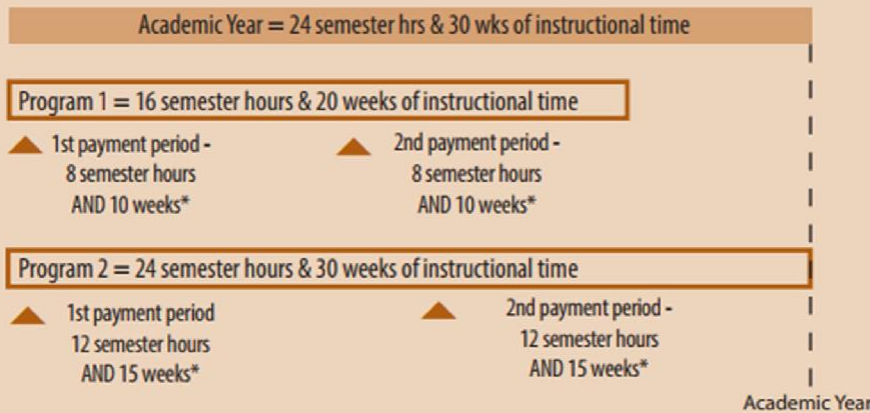 Academic Year = 24 semester hrs & 30 wks of instructional time
Program 1 = 16 semester hours & 20 weeks of instructional time
1st payment period -
8 semester hours
AND 10 weeks*
2nd payment period -
8 semester hours
AND 10 weeks*
Program 2 = 24 semester hours & 30 weeks of instructional time
1st payment period
12 semester hours
AND 15 weeks*
2nd payment period -
12 semester hours
AND 15 weeks*
Academic Year